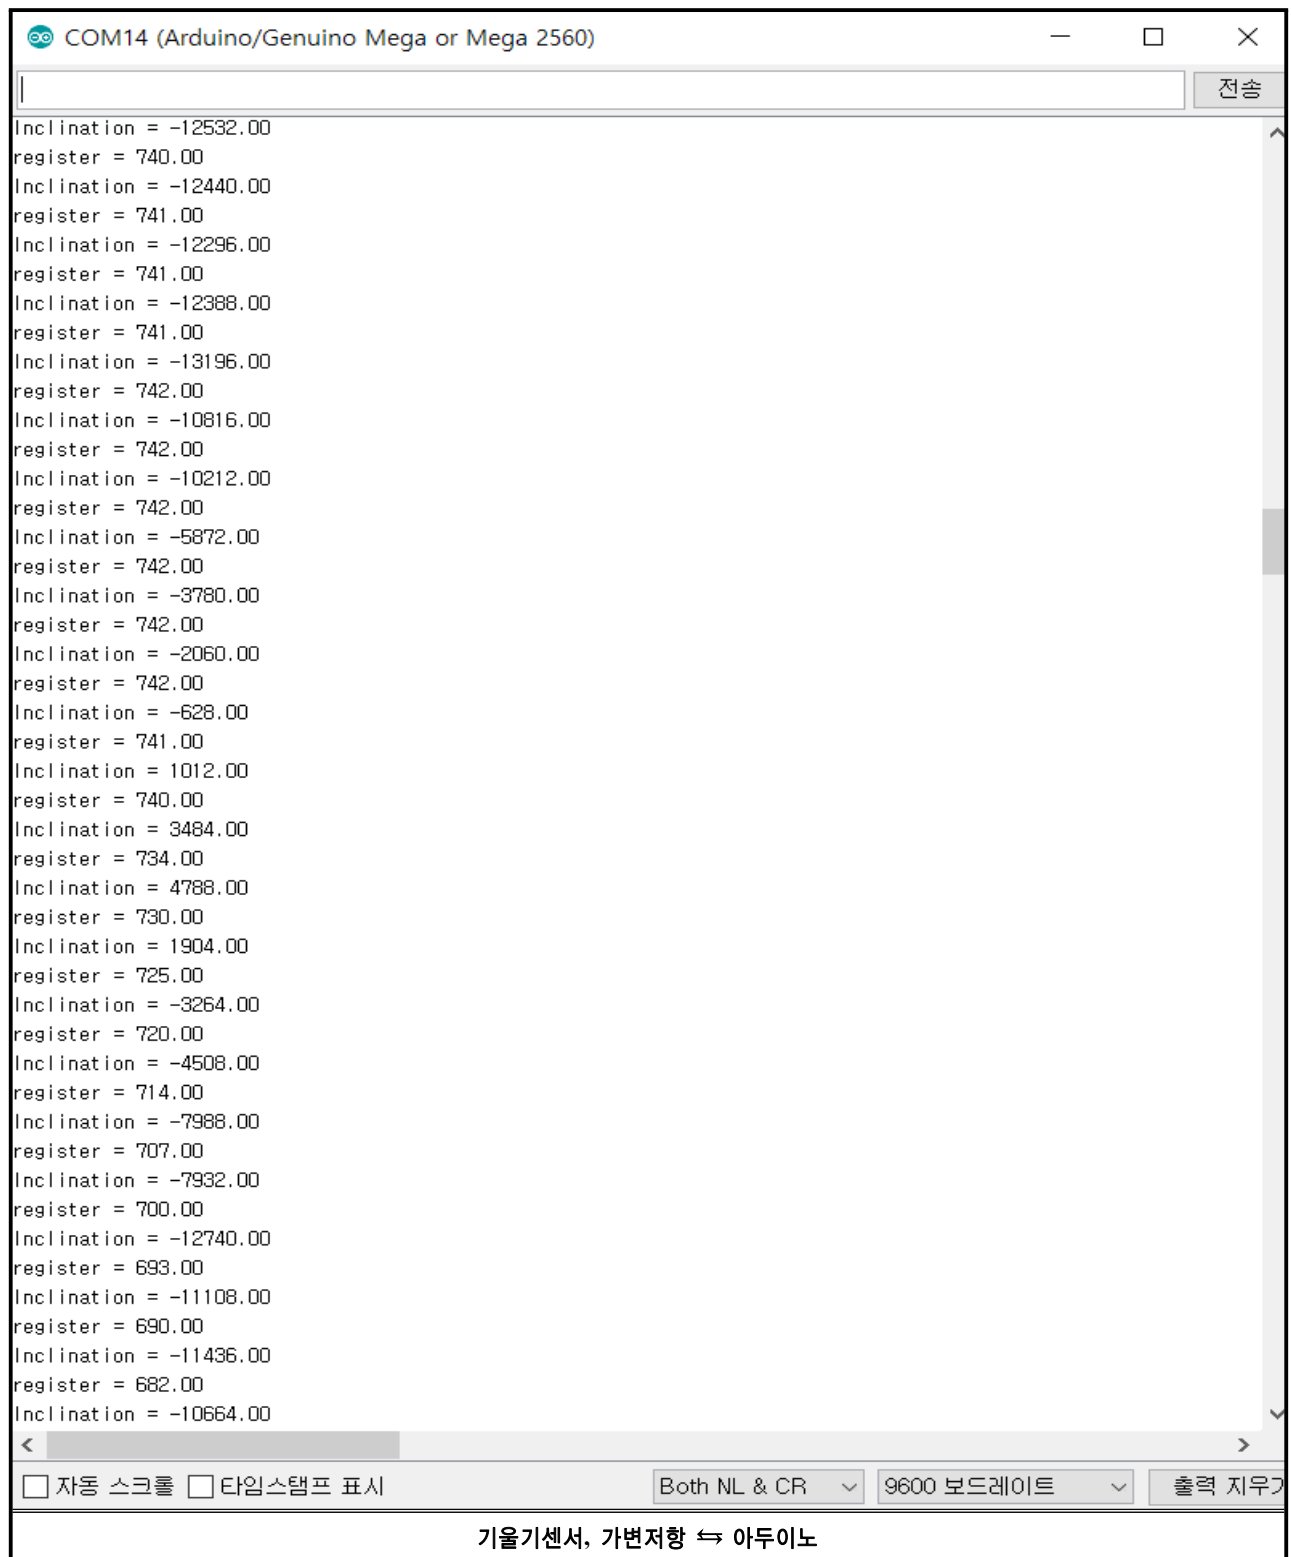 COM14 (Arduino/Genuino Mega or Mega 2560)
전송
Inclination = -12532.00
register = 740.00
Inclination = -12440.00
register = 741.00
Inclination = -12296.00
register = 741.00
Inclination = -12388.00
register = 741.00
Inclination = -13196.00
register = 742.00
Inclination = -10816.00
register = 742.00
Inclination = -10212.00
register = 742.00
Inclination = -5872.00
register = 742.00
Inclination = -3780.00
register = 742.00
Inclination = -2060.00
register = 742.00
Inclination = -628.00
register = 741.00
Inclination = 1012.00
register = 740.00
Inclination = 3484.00
register = 734.00
Inclination = 4788.00
register = 730.00
Inclination = 1904.00
register = 725.00
Inclination = -3264.00
register = 720.00
Inclination = -4508.00
register = 714.00
Inclination = -7988.00
register = 707.00
Inclination = -7932.00
register = 700.00
Inclination = -12740.00
register = 693.00
Inclination = -11108.00
register = 690.00
Inclination = -11436.00
register = 682.00
Inclination = -10664.00
자동 스크롤 타임스탬프 표시 Both NL & CR 9600 보드레이트 출력 지우기
기울기센서, 가변저항 ⇆ 아두이노